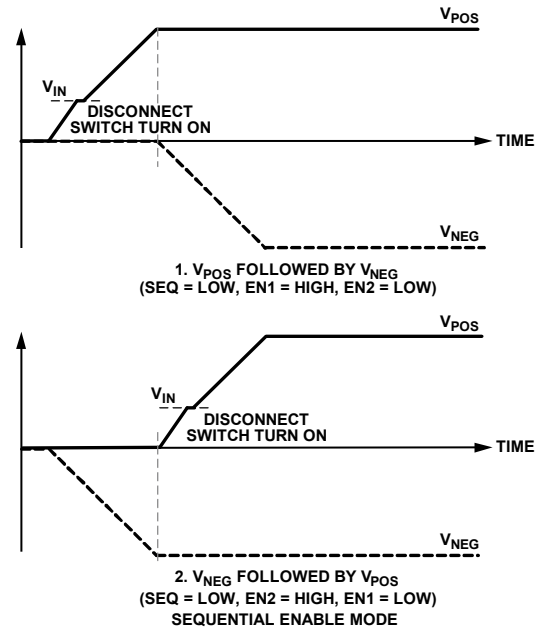 VPOS
VIN
DISCONNECT
SWITCH TURN ON
TIME
VNEG
1. VPOS FOLLOWED BY VNEG
(SEQ = LOW, EN1 = HIGH, EN2 = LOW)
VPOS
VIN
DISCONNECT
SWITCH TURN ON
TIME
VNEG
2. VNEG FOLLOWED BY VPOS
(SEQ = LOW, EN2 = HIGH, EN1 = LOW)
SEQUENTIAL ENABLE MODE